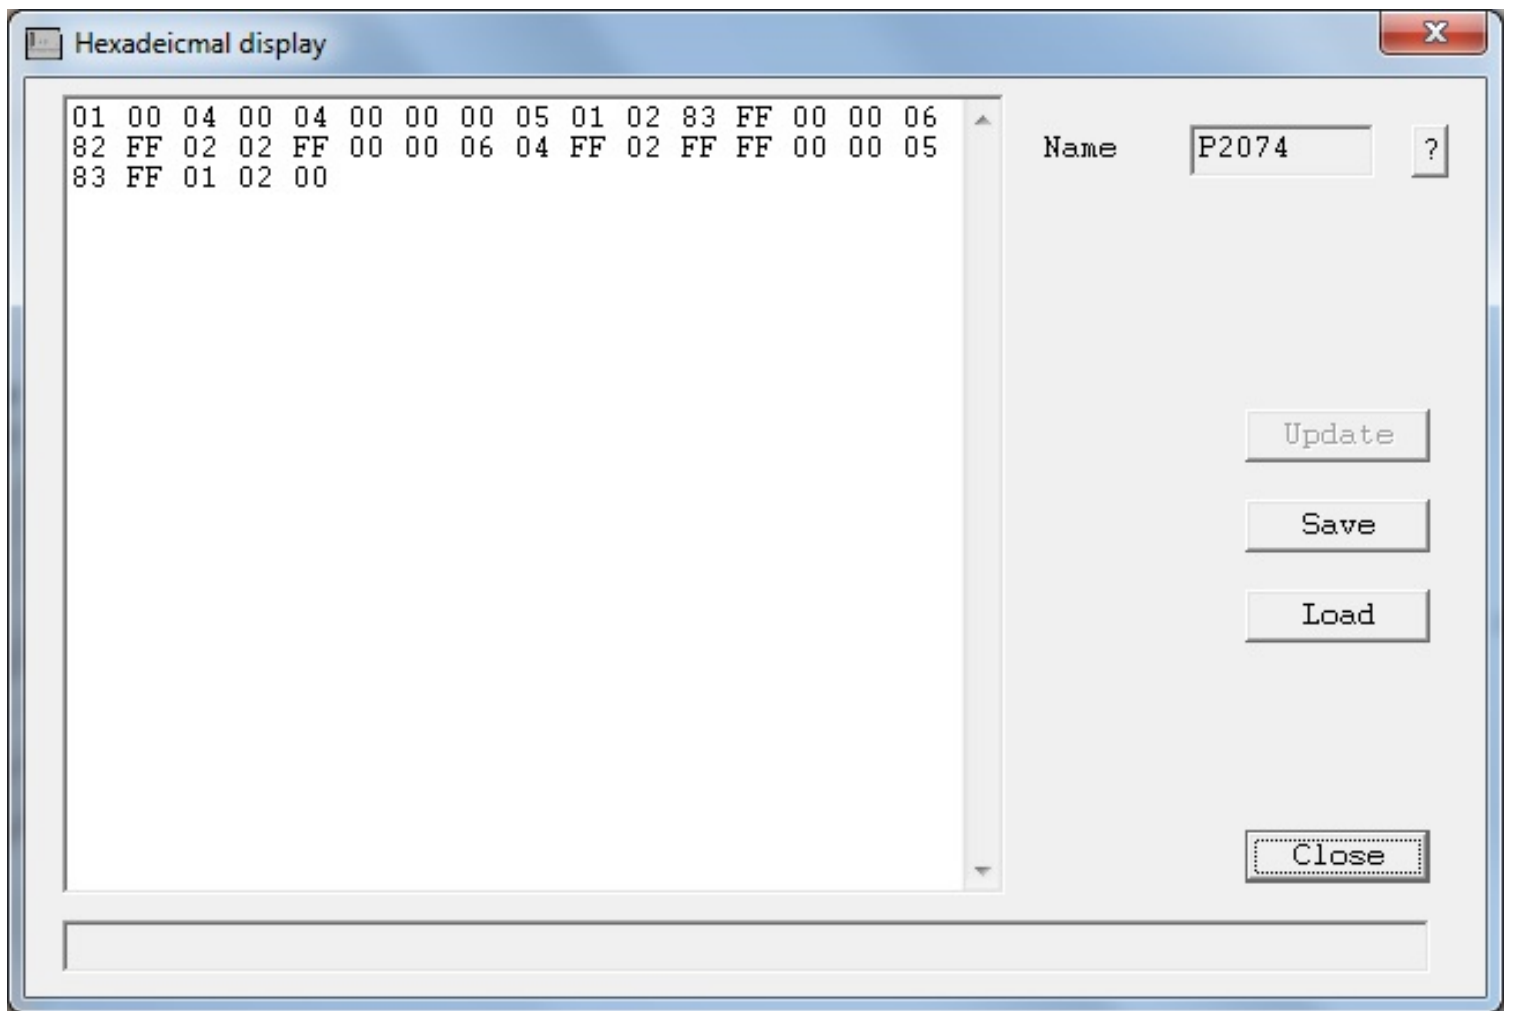 Hexadeicmal display
01 00 04 00 04 00 00 00 05 01 02 83 FF 00 00 06
82 FF 02 02 FF 00 00 06 04 FF 02 FF FF 00 00 05
83 FF 01 02 00
Name P2074 ?
Update
Save
Load
Close